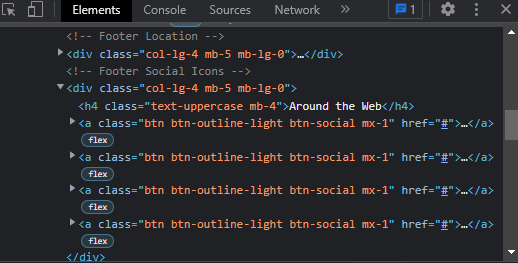 Elements Console Sources Network » 1
<!-- Footer Location -->
<div class="col-lg-4 mb-5 mb-lg-0">…</div>
<!-- Footer Social Icons -->
<div class="col-lg-4 mb-5 mb-lg-0">
<h4 class="text-uppercase mb-4">Around the Web</h4>
<a class="btn btn-outline-light btn-social mx-1" href="#">…</a>
flex
<a class="btn btn-outline-light btn-social mx-1" href="#">…</a>
flex
<a class="btn btn-outline-light btn-social mx-1" href="#">…</a>
flex
<a class="btn btn-outline-light btn-social mx-1" href="#">…</a>
flex
</div>